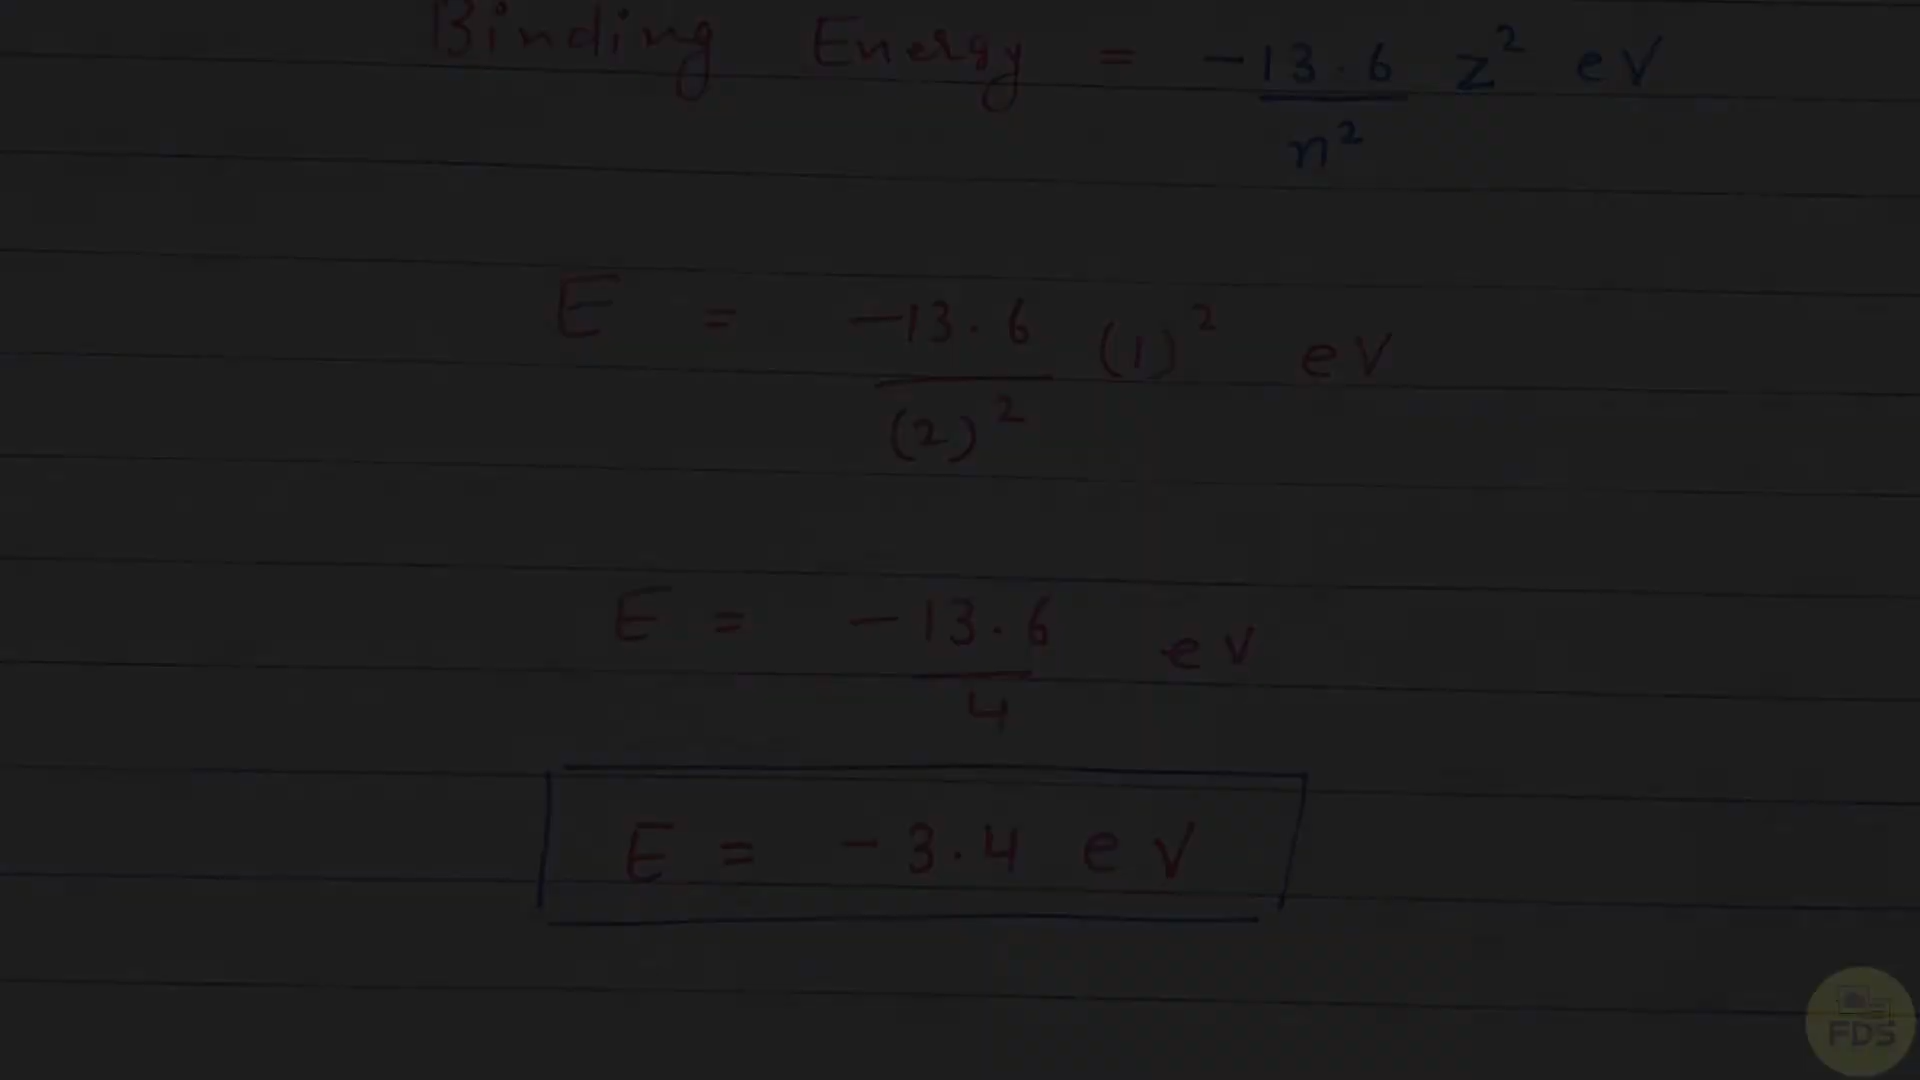 Binding Energy = -13.6/n² z² eV
E = -13.6/(2)² (1)² eV
E = -13.6/4 eV
E = -3.4 eV
FDS